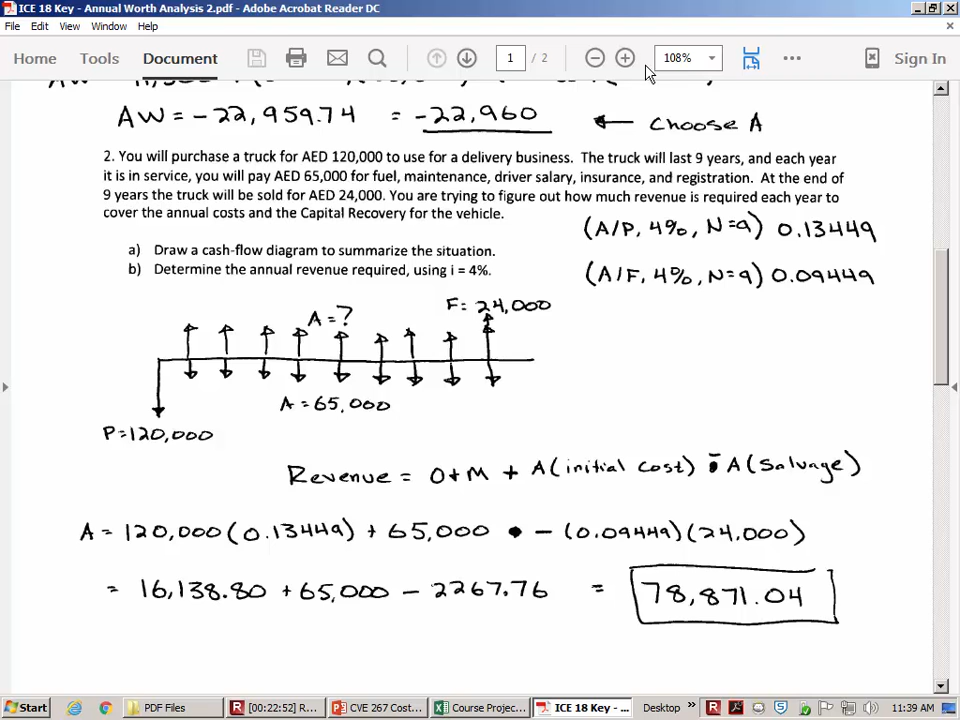 ICE 18 Key - Annual Worth Analysis 2.pdf - Adobe Acrobat Reader DC
File Edit View Window Help
Home Tools Document 1 / 2 108% Sign In
AW = -22,959.74 = -22,960 ← choose A
2. You will purchase a truck for AED 120,000 to use for a delivery business. The truck will last 9 years, and each year
it is in service, you will pay AED 65,000 for fuel, maintenance, driver salary, insurance, and registration. At the end of
9 years the truck will be sold for AED 24,000. You are trying to figure out how much revenue is required each year to
cover the annual costs and the Capital Recovery for the vehicle.
(A/P, 4%, N=9) 0.13449
a) Draw a cash-flow diagram to summarize the situation.
b) Determine the annual revenue required, using i = 4%.
(A/F, 4%, N=9) 0.09449
F= 24,000
A = ?
A = 65,000
P=120,000
Revenue = O+M + A(initial cost) - A(Salvage)
A = 120,000(0.13449) + 65,000 - (0.09449)(24,000)
= 16,138.80 + 65,000 - 2267.76 = 78,871.04
Start PDF Files [00:22:52] R... CVE 267 Cost... Course Projec... ICE 18 Key - ... Desktop » 11:39 AM